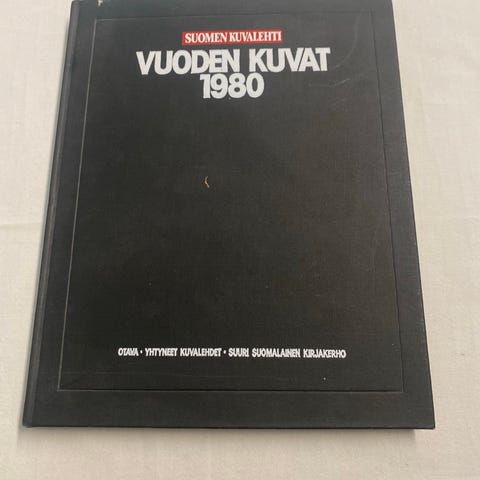 SUOMEN KUVALEHTI
VUODEN KUVAT
1980
OTAVA • YHTYNEET KUVALEHDET • SUURI SUOMALAINEN KIRJAKERHO